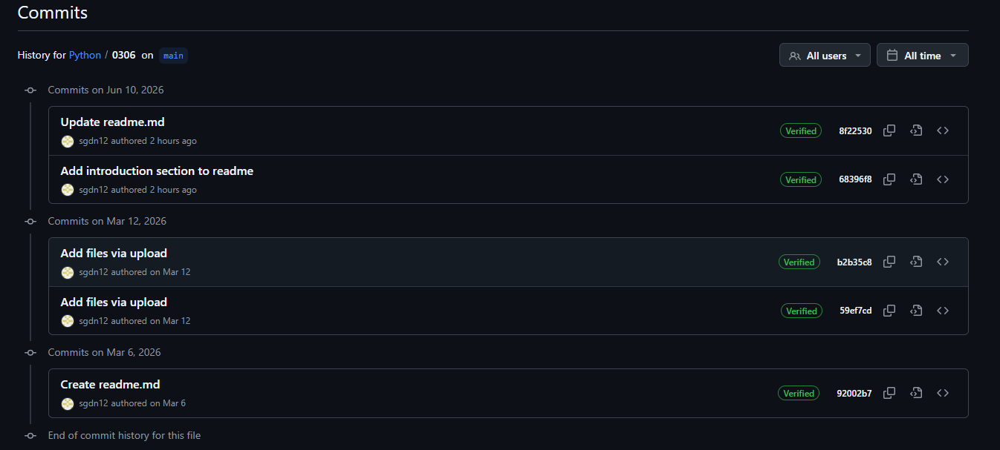 Commits
History for Python / 0306 on main
All users
All time
Commits on Jun 10, 2026
Update readme.md
sgdn12 authored 2 hours ago
Verified
8f22530
Add introduction section to readme
sgdn12 authored 2 hours ago
Verified
68396f8
Commits on Mar 12, 2026
Add files via upload
sgdn12 authored on Mar 12
Verified
b2b35c8
Add files via upload
sgdn12 authored on Mar 12
Verified
59ef7cd
Commits on Mar 6, 2026
Create readme.md
sgdn12 authored on Mar 6
Verified
92002b7
End of commit history for this file